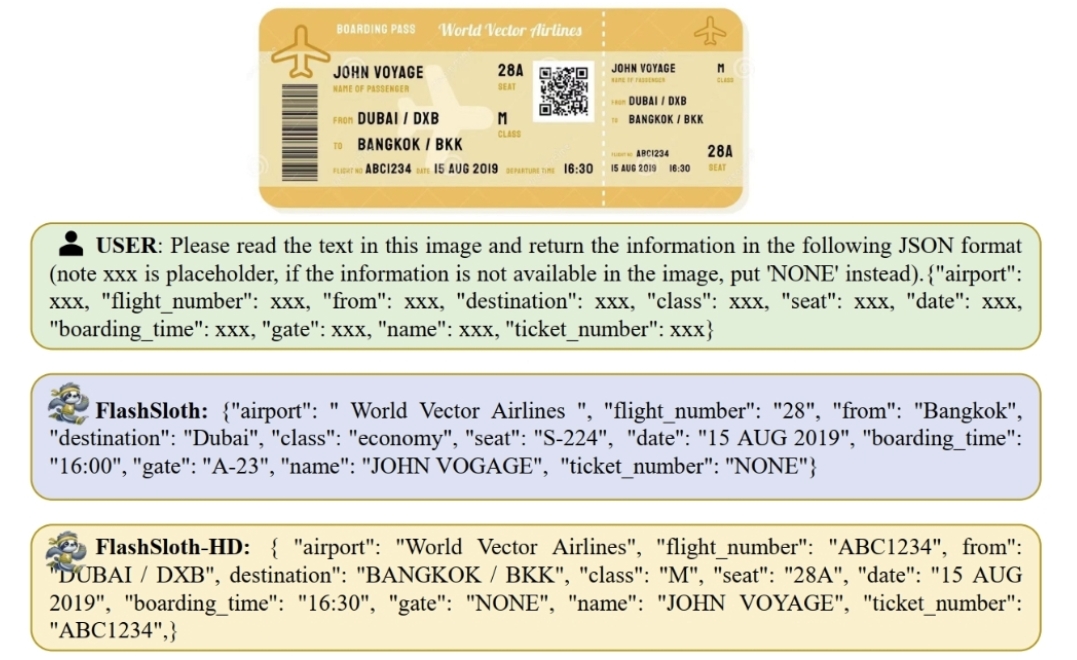 BOARDING PASS World Vector Airlines
JOHN VOYAGE
NAME OF PASSENGER
28A
SEAT
FROM DUBAI / DXB
M
CLASS
TO BANGKOK / BKK
FLIGHT NO ABC1234 DATE 15 AUG 2019 DEPARTURE TIME 16:30
JOHN VOYAGE
NAME OF PASSENGER
M
CLASS
FROM DUBAI / DXB
TO BANGKOK / BKK
FLIGHT NO ABC1234
28A
15 AUG 2019 16:30 SEAT
USER: Please read the text in this image and return the information in the following JSON format
(note xxx is placeholder, if the information is not available in the image, put 'NONE' instead).{"airport":
xxx, "flight_number": xxx, "from": xxx, "destination": xxx, "class": xxx, "seat": xxx, "date": xxx,
"boarding_time": xxx, "gate": xxx, "name": xxx, "ticket_number": xxx}
FlashSloth: {"airport": " World Vector Airlines ", "flight_number": "28", "from": "Bangkok",
"destination": "Dubai", "class": "economy", "seat": "S-224", "date": "15 AUG 2019", "boarding_time":
"16:00", "gate": "A-23", "name": "JOHN VOGAGE", "ticket_number": "NONE"}
FlashSloth-HD: { "airport": "World Vector Airlines", "flight_number": "ABC1234", from":
"DUBAI / DXB", destination": "BANGKOK / BKK", "class": "M", "seat": "28A", "date": "15 AUG
2019", "boarding_time": "16:30", "gate": "NONE", "name": "JOHN VOYAGE", "ticket_number":
"ABC1234",}